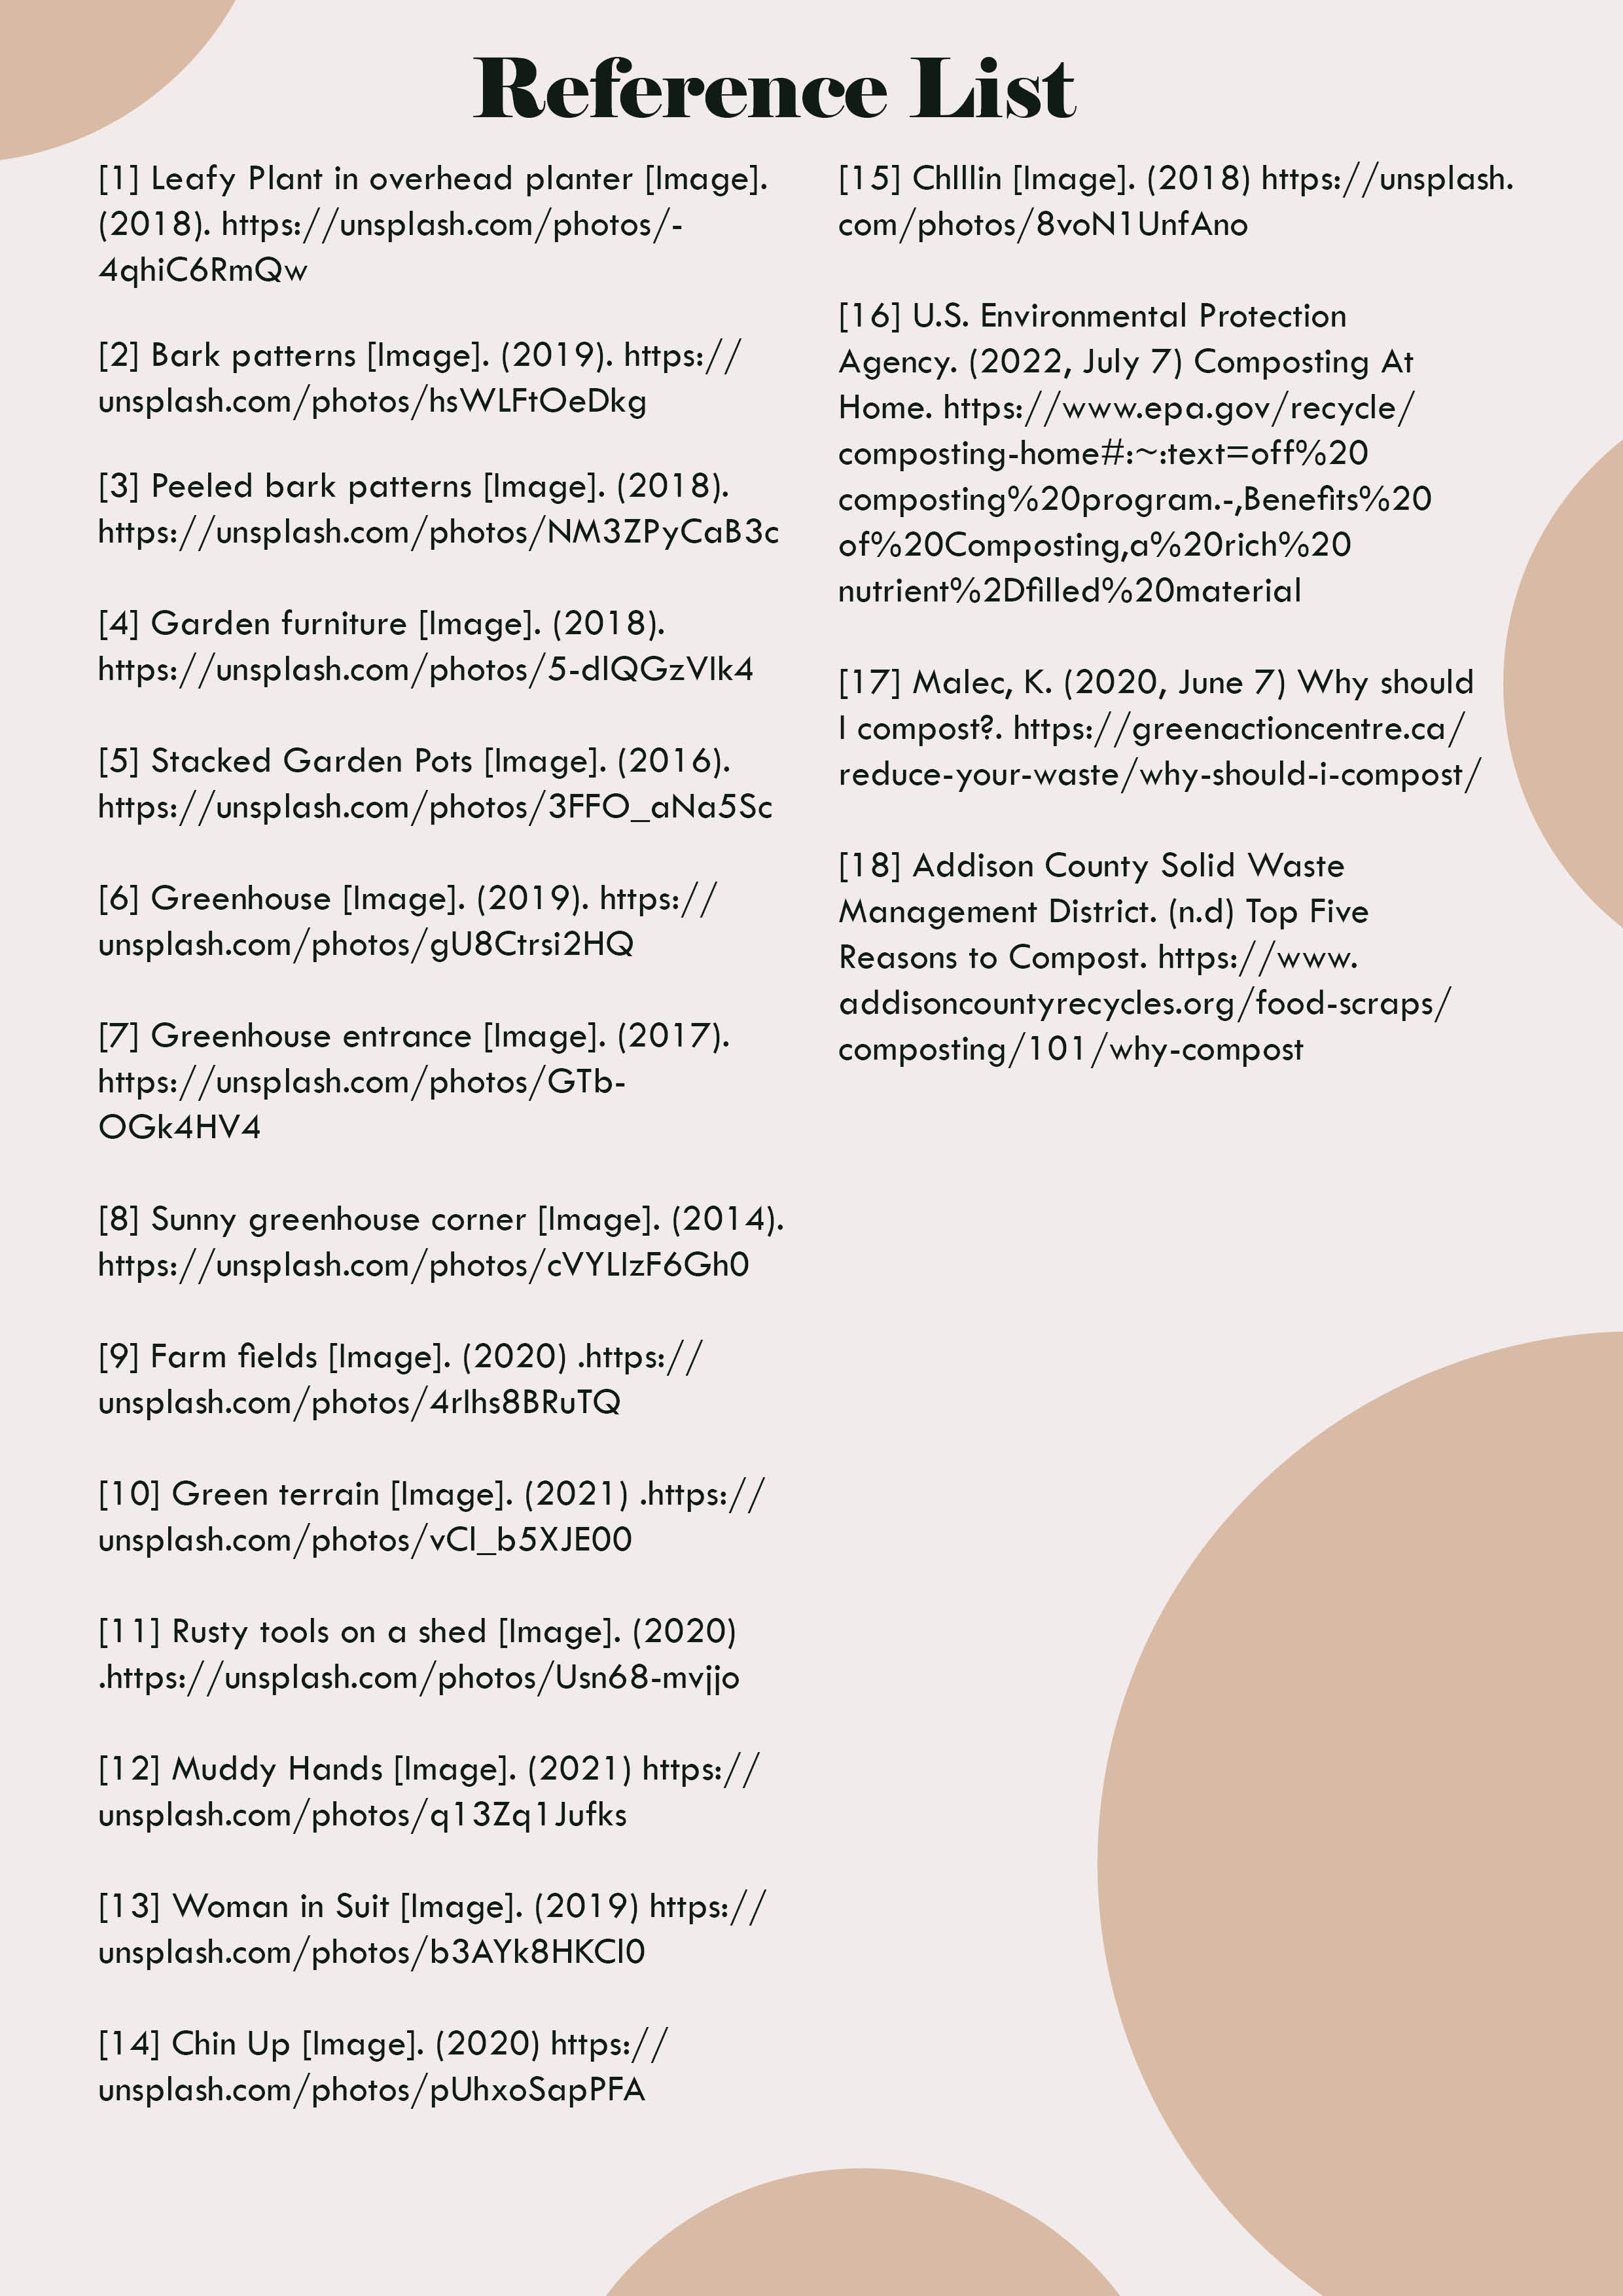 Reference List
[1] Leafy Plant in overhead planter [Image].
(2018). https://unsplash.com/photos/-
4qhiC6RmQw
[2] Bark patterns [Image]. (2019). https://
unsplash.com/photos/hsWLFtOeDkg
[3] Peeled bark patterns [Image]. (2018).
https://unsplash.com/photos/NM3ZPyCaB3c
[4] Garden furniture [Image]. (2018).
https://unsplash.com/photos/5-dlQGzVIk4
[5] Stacked Garden Pots [Image]. (2016).
https://unsplash.com/photos/3FFO_aNa5Sc
[6] Greenhouse [Image]. (2019). https://
unsplash.com/photos/gU8Ctrsi2HQ
[7] Greenhouse entrance [Image]. (2017).
https://unsplash.com/photos/GTb-
OGk4HV4
[8] Sunny greenhouse corner [Image]. (2014).
https://unsplash.com/photos/cVYLIzF6Gh0
[9] Farm fields [Image]. (2020) .https://
unsplash.com/photos/4rIhs8BRuTQ
[10] Green terrain [Image]. (2021) .https://
unsplash.com/photos/vCl_b5XJE00
[11] Rusty tools on a shed [Image]. (2020)
.https://unsplash.com/photos/Usn68-mvjjo
[12] Muddy Hands [Image]. (2021) https://
unsplash.com/photos/q13Zq1Jufks
[13] Woman in Suit [Image]. (2019) https://
unsplash.com/photos/b3AYk8HKCl0
[14] Chin Up [Image]. (2020) https://
unsplash.com/photos/pUhxoSapPFA
[15] Chlllin [Image]. (2018) https://unsplash.
com/photos/8voN1UnfAno
[16] U.S. Environmental Protection
Agency. (2022, July 7) Composting At
Home. https://www.epa.gov/recycle/
composting-home#:~:text=off%20
composting%20program.-,Benefits%20
of%20Composting,a%20rich%20
nutrient%2Dfilled%20material
[17] Malec, K. (2020, June 7) Why should
I compost?. https://greenactioncentre.ca/
reduce-your-waste/why-should-i-compost/
[18] Addison County Solid Waste
Management District. (n.d) Top Five
Reasons to Compost. https://www.
addisoncountyrecycles.org/food-scraps/
composting/101/why-compost